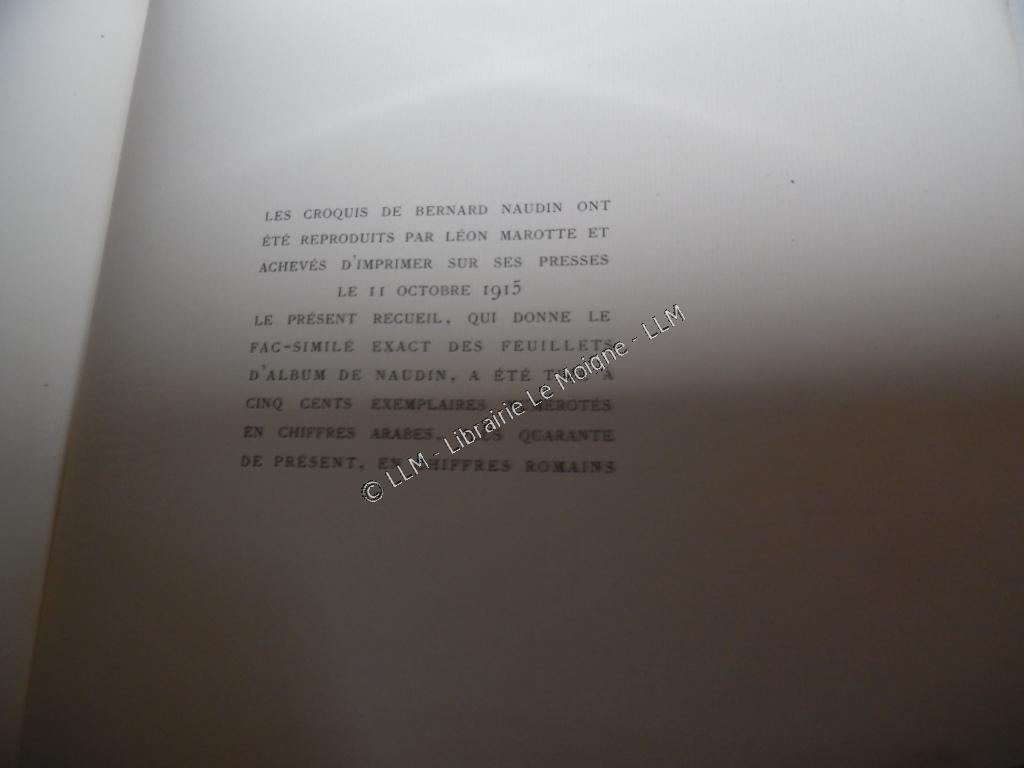 LES CROQUIS DE BERNARD NAUDIN ONT
ÉTÉ REPRODUITS PAR LÉON MAROTTE ET
ACHEVÉS D'IMPRIMER SUR SES PRESSES
LE 11 OCTOBRE 1915
LE PRÉSENT RECUEIL, QUI DONNE LE
FAC-SIMILÉ EXACT DES FEUILLETS
D'ALBUM DE NAUDIN, A ÉTÉ A
CINQ CENTS EXEMPLAIRES
EN CHIFFRES ARABES, QUARANTE
DE PRÉSENT, EN CHIFFRES ROMAINS
© LLM - Librairie Le Moigne - LLM